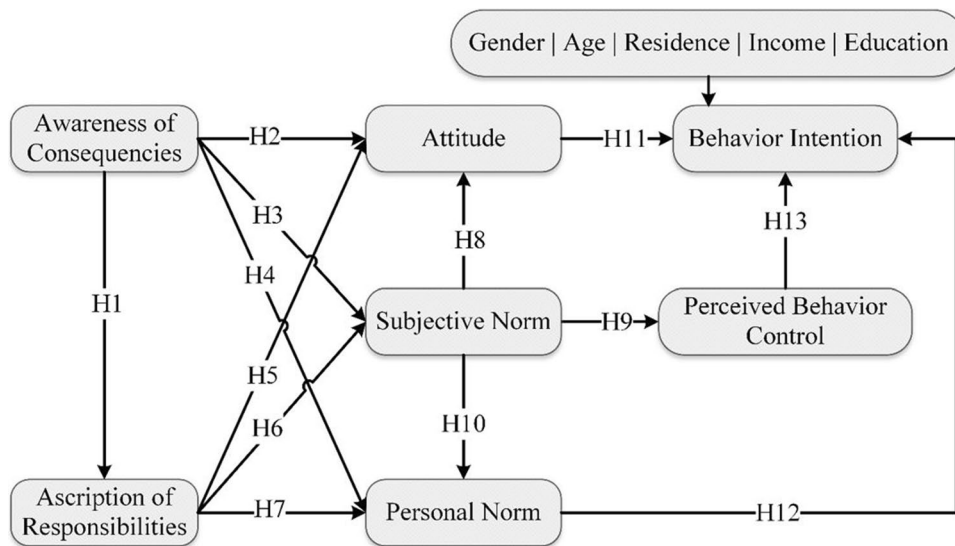 Gender | Age | Residence | Income | Education
Awareness of
Consequencies
H2
Attitude
H11
Behavior Intention
H3
H8
H13
H4
H1
Subjective Norm
H9
Perceived Behavior
Control
H5
H6
H10
Ascription of
Responsibilities
H7
Personal Norm
H12